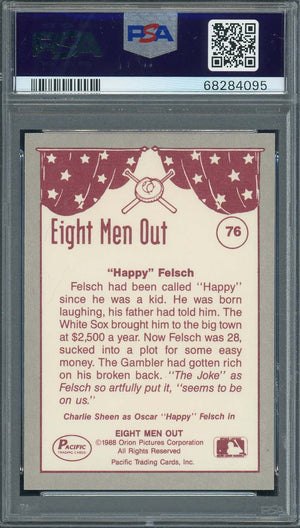 PSA
PSA
68284095
Eight Men Out
76
"Happy" Felsch
Felsch had been called "Happy"
since he was a kid. He was born
laughing, his father had told him. The
White Sox brought him to the big town
at $2,500 a year. Now Felsch was 28,
sucked into a plot for some easy
money. The Gambler had gotten rich
on his broken back. "The Joke" as
Felsch so artfully put it, "seems to be
on us."
Charlie Sheen as Oscar "Happy" Felsch in
EIGHT MEN OUT
©1988 Orion Pictures Corporation
All Rights Reserved
Pacific Trading Cards, Inc.
PACIFIC
TRADING CARDS